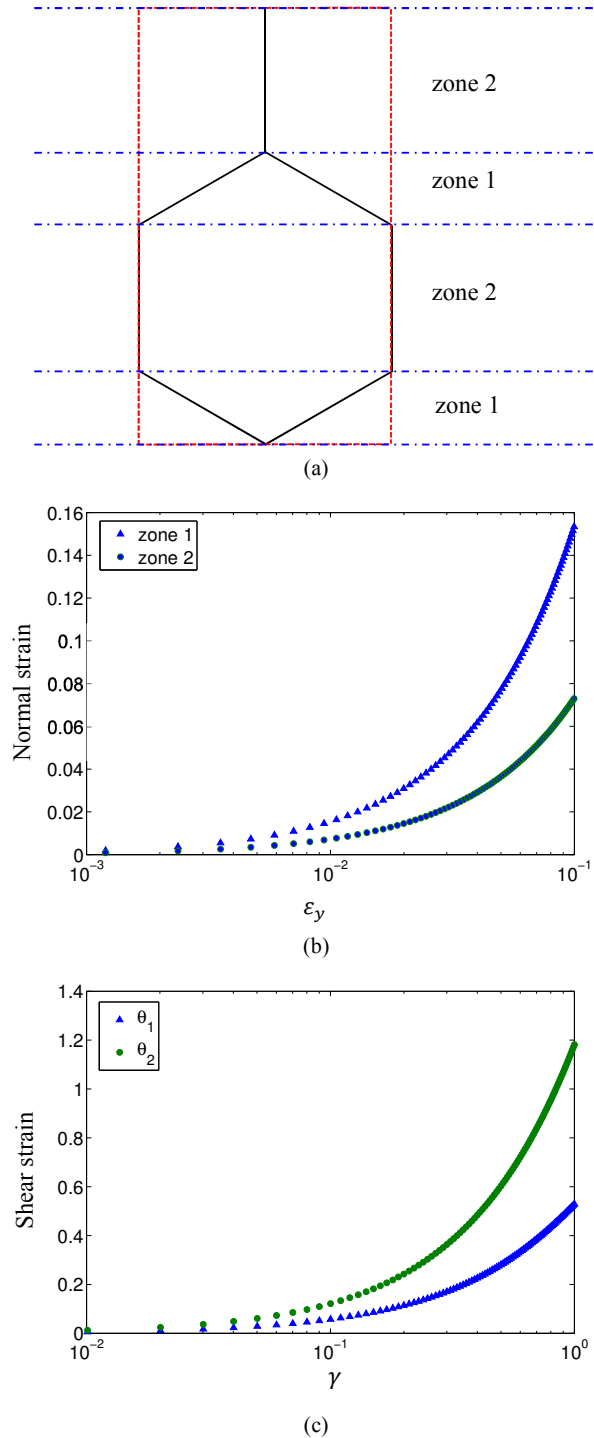 zone 2
zone 1
zone 2
zone 1
(a)
0.16
0.14
0.12
0.1
0.08
0.06
0.04
0.02
0
Normal strain
zone 1
zone 2
10⁻³
10⁻²
10⁻¹
ε_y
(b)
1.4
1.2
1
0.8
0.6
0.4
0.2
0
Shear strain
θ₁
θ₂
10⁻²
10⁻¹
10⁰
γ
(c)